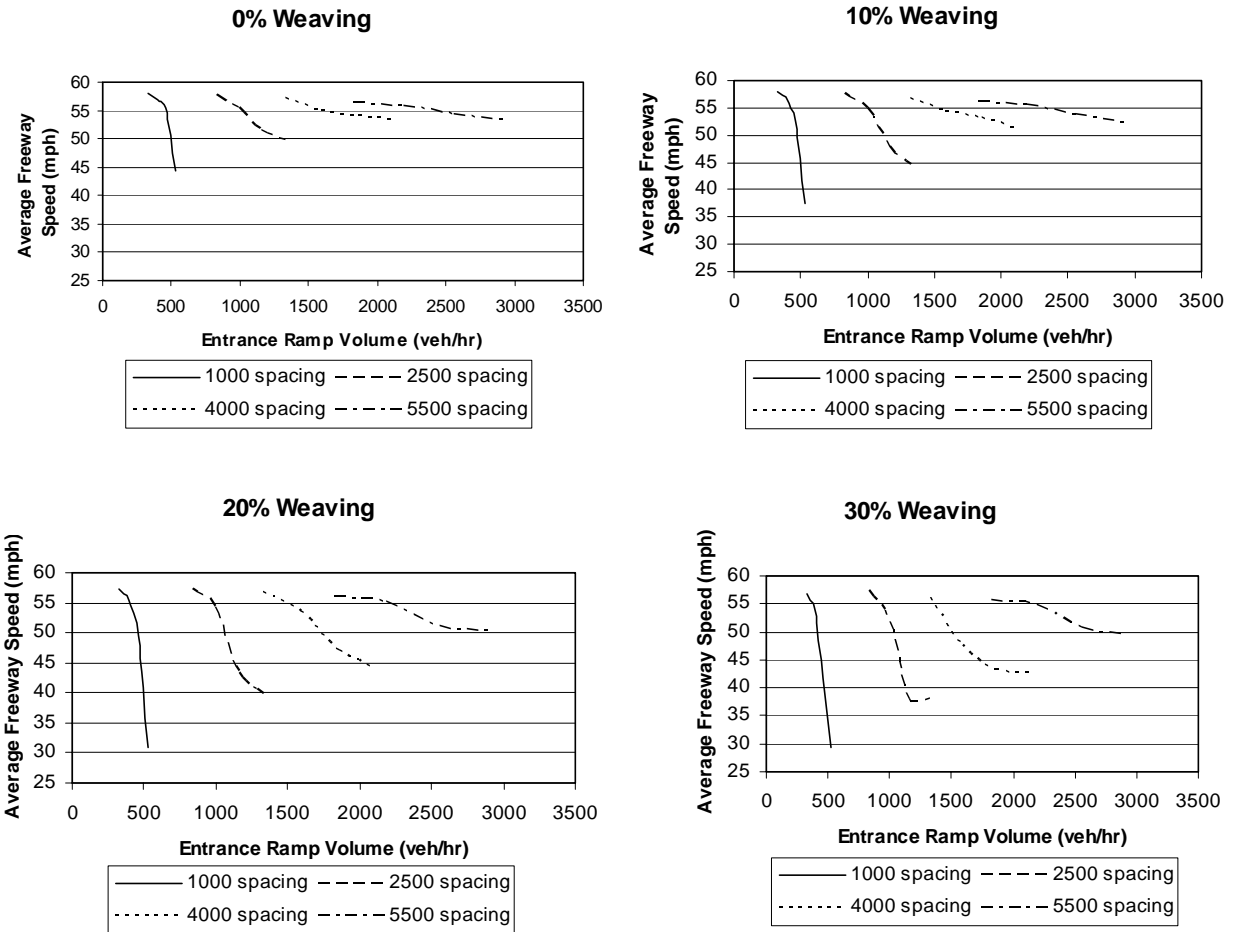 0% Weaving
Average Freeway
Speed (mph)
60
55
50
45
40
35
30
25
0 500 1000 1500 2000 2500 3000 3500
Entrance Ramp Volume (veh/hr)
1000 spacing 2500 spacing
4000 spacing 5500 spacing
10% Weaving
Average Freeway
Speed (mph)
60
55
50
45
40
35
30
25
0 500 1000 1500 2000 2500 3000 3500
Entrance Ramp Volume (veh/hr)
1000 spacing 2500 spacing
4000 spacing 5500 spacing
20% Weaving
Average Freeway Speed (mph)
60
55
50
45
40
35
30
25
0 500 1000 1500 2000 2500 3000 3500
Entrance Ramp Volume (veh/hr)
1000 spacing 2500 spacing
4000 spacing 5500 spacing
30% Weaving
Average Freeway Speed (mph)
60
55
50
45
40
35
30
25
0 500 1000 1500 2000 2500 3000 3500
Entrance Ramp Volume (veh/hr)
1000 spacing 2500 spacing
4000 spacing 5500 spacing